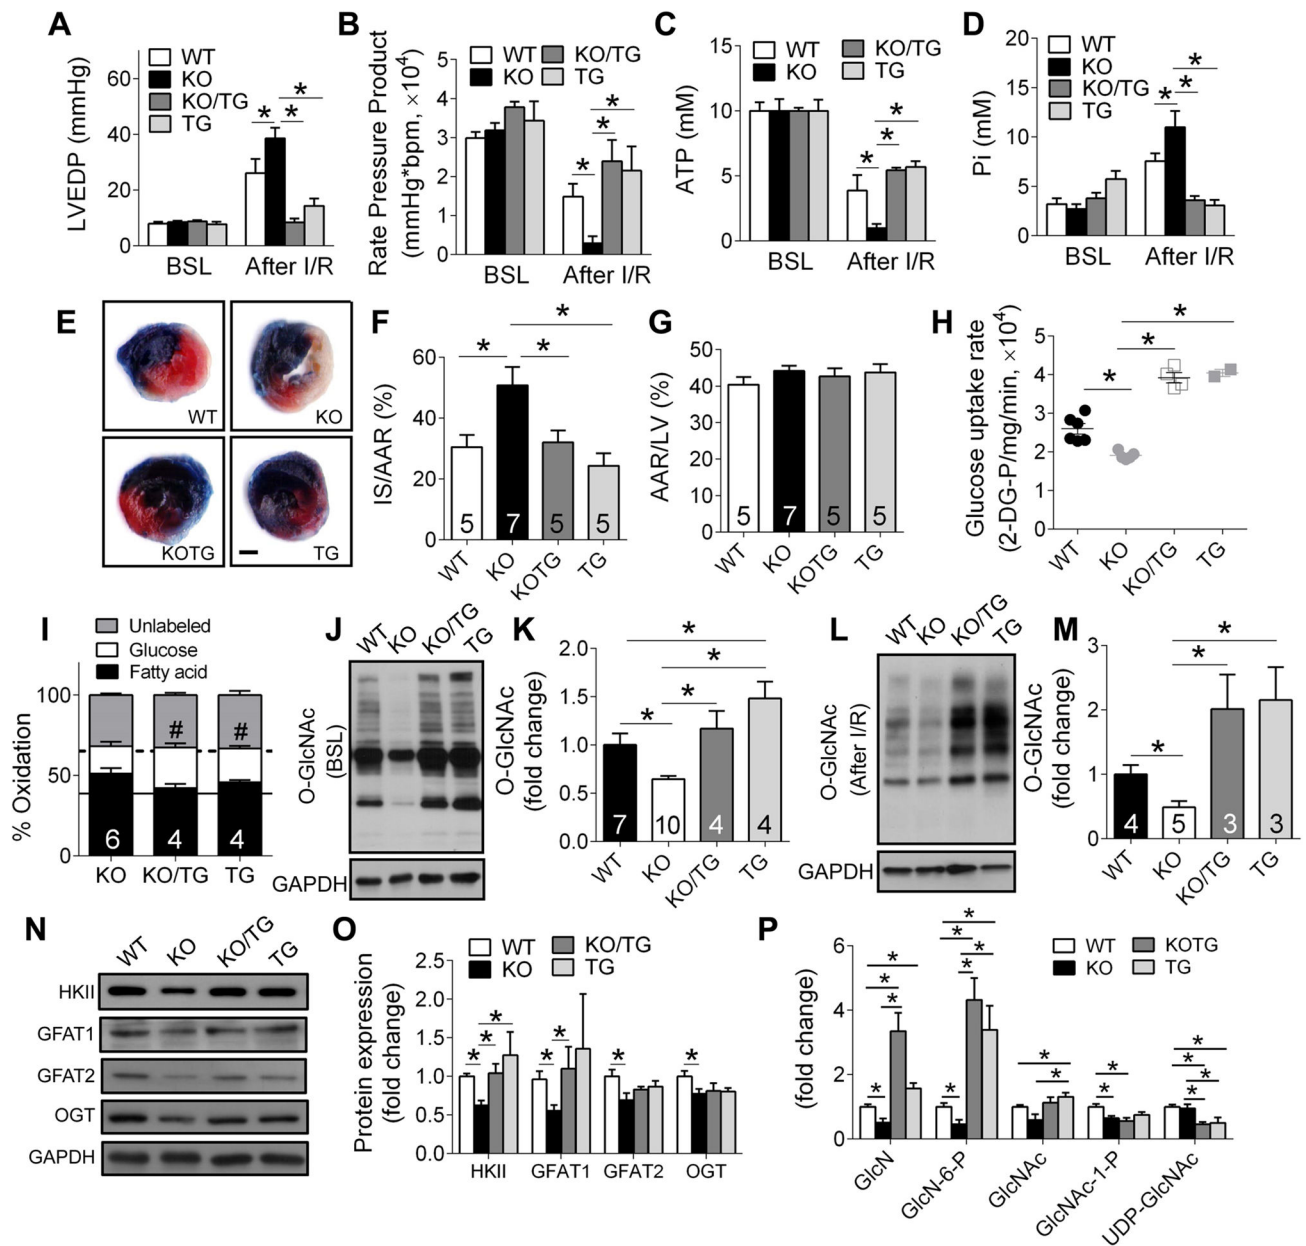 A
LVEDP (mmHg)
60
40
20
0
WT
KO
KO/TG
TG
* * *
BSL After I/R
B
Rate Pressure Product
(mmHg*bpm, ×10⁴)
5
4
3
2
1
0
WT KO/TG
KO TG
* * *
BSL After I/R
C
ATP (mM)
15
10
5
0
WT KO/TG
KO TG
* * *
BSL After I/R
D
Pi (mM)
20
15
10
5
0
WT
KO
KO/TG
TG
* * *
BSL After I/R
E
WT
KO
KOTG
TG
F
IS/AAR (%)
60
40
20
0
* * *
5 7 5 5
WT KO KOTG TG
G
AAR/LV (%)
50
40
30
20
10
0
5 7 5 5
WT KO KOTG TG
H
Glucose uptake rate
(2-DG-P/mg/min, ×10⁴)
5
4
3
2
1
0
* * *
WT KO KO/TG TG
I
Unlabeled
Glucose
Fatty acid
% Oxidation
100
50
0
# #
6 4 4
KO KO/TG TG
J
WT KO KO/TG TG
O-GlcNAc
(BSL)
GAPDH
K
O-GlcNAc
(fold change)
2.0
1.5
1.0
0.5
0.0
* * * *
7 10 4 4
WT KO KO/TG TG
L
WT KO KO/TG TG
O-GlcNAc
(After I/R)
GAPDH
M
O-GlcNAc
(fold change)
3
2
1
0
* * *
4 5 3 3
WT KO KO/TG TG
N
WT KO KO/TG TG
HKII
GFAT1
GFAT2
OGT
GAPDH
O
Protein expression
(fold change)
2.5
2.0
1.5
1.0
0.5
0.0
WT KO/TG
KO TG
* * * * * * *
HKII GFAT1 GFAT2 OGT
P
(fold change)
6
4
2
0
WT KOTG
KO TG
* * * * * * * * * * * * * * * * *
GlcN GlcN-6-P GlcNAc GlcNAc-1-P UDP-GlcNAc